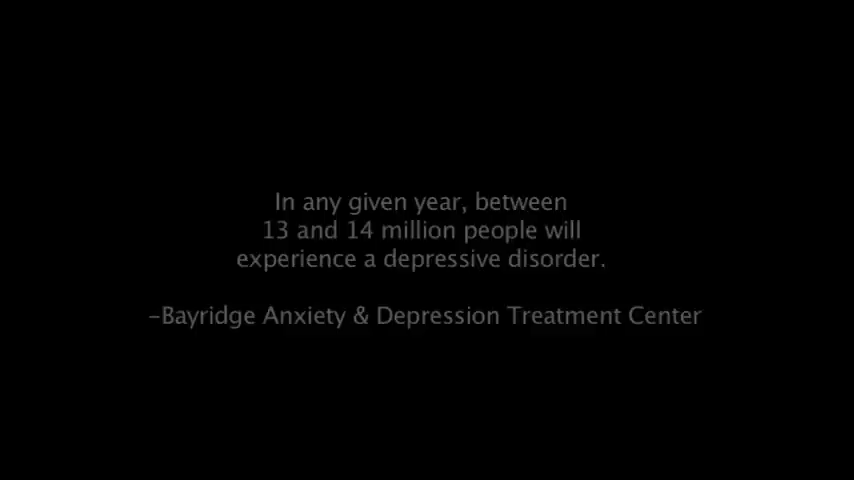 In any given year, between
13 and 14 million people will
experience a depressive disorder.
-Bayridge Anxiety & Depression Treatment Center